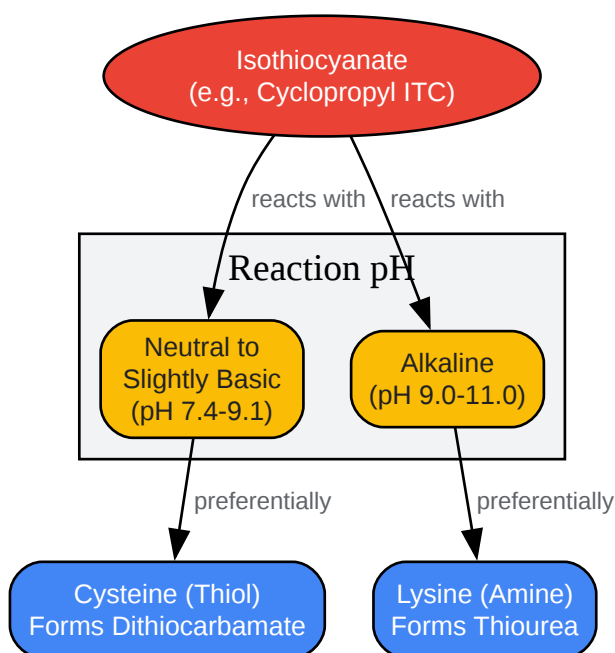 Isothiocyanate
(e.g., Cyclopropyl ITC)
reacts with
reacts with
Reaction pH
Neutral to
Slightly Basic
(pH 7.4-9.1)
Alkaline
(pH 9.0-11.0)
preferentially
preferentially
Cysteine (Thiol)
Forms Dithiocarbamate
Lysine (Amine)
Forms Thiourea